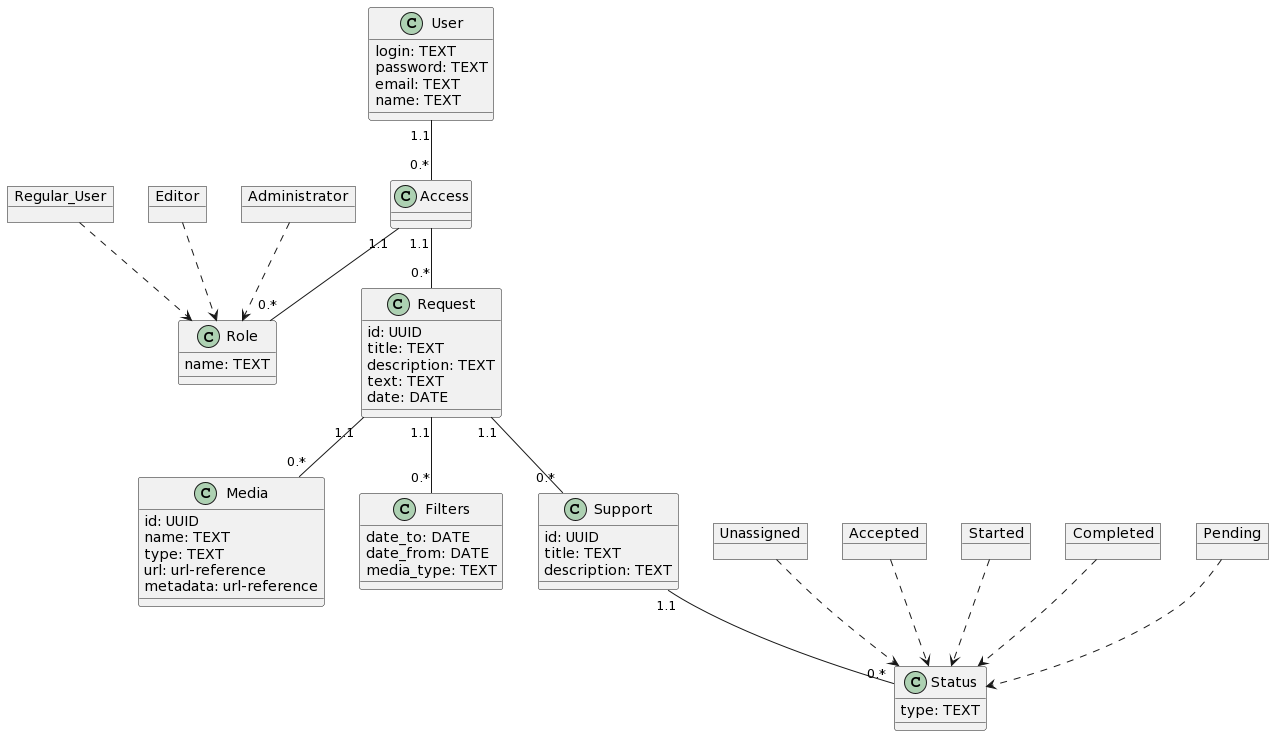 C User
login: TEXT
password: TEXT
email: TEXT
name: TEXT
1.1
0.*
Regular_User
Editor
Administrator
C Access
1.1
1.1
0.*
0.*
C Role
name: TEXT
C Request
id: UUID
title: TEXT
description: TEXT
text: TEXT
date: DATE
1.1
1.1
1.1
0.*
0.*
0.*
C Media
id: UUID
name: TEXT
type: TEXT
url: url-reference
metadata: url-reference
C Filters
date_to: DATE
date_from: DATE
media_type: TEXT
C Support
id: UUID
title: TEXT
description: TEXT
Unassigned
Accepted
Started
Completed
Pending
1.1
0.*
C Status
type: TEXT